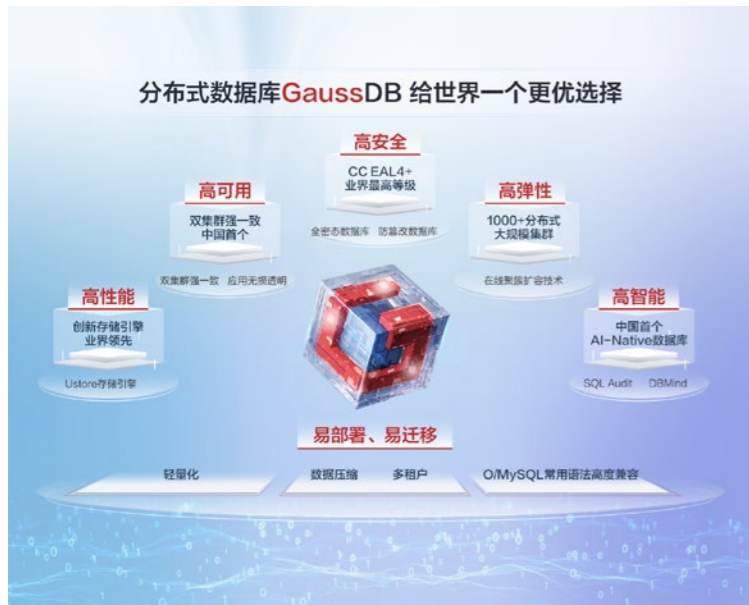 分布式数据库GaussDB 给世界一个更优选择
高安全
CC EAL4+
业界最高等级
全密态数据库 防篡改数据库
高可用
双集群强一致
中国首个
双集群强一致 应用无损透明
高弹性
1000+分布式
大规模集群
在线聚簇扩容技术
高性能
创新存储引擎
业界领先
Ustore存储引擎
高智能
中国首个
AI-Native数据库
SQL Audit DBMind
易部署、易迁移
轻量化 数据压缩 多租户 O/MySQL常用语法高度兼容